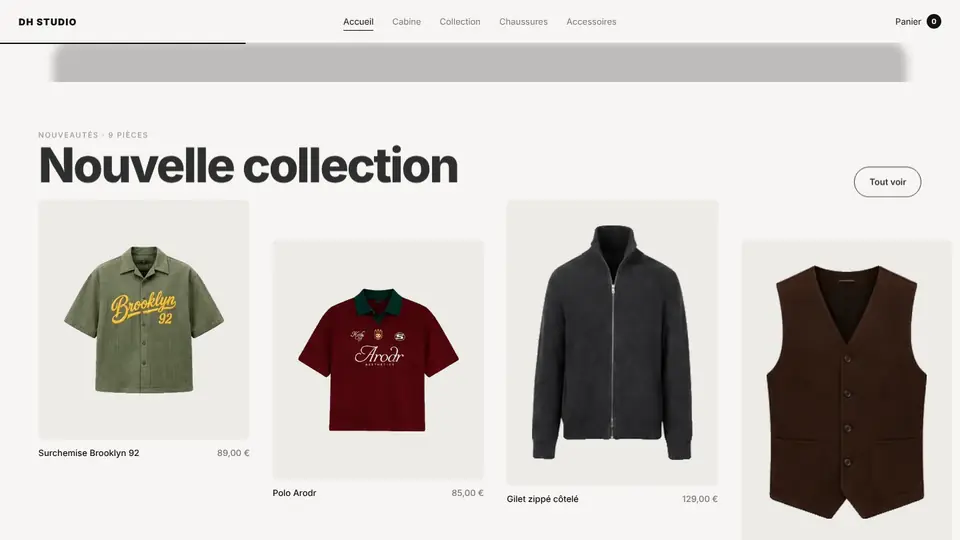 DH STUDIO
Accueil
Cabine
Collection
Chaussures
Accessoires
Panier 0
NOUVEAUTÉS · 9 PIÈCES
Nouvelle collection
Tout voir
Brooklyn
92
Arodr
Surchemise Brooklyn 92
89,00 €
Polo Arodr
85,00 €
Gilet zippé côtelé
129,00 €